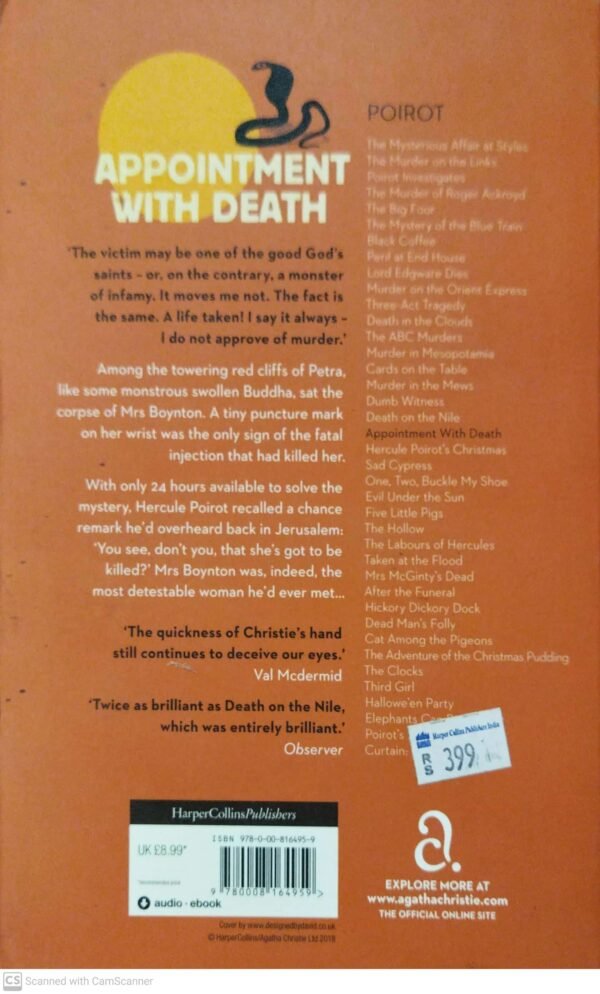 APPOINTMENT
WITH DEATH
'The victim may be one of the good God's
saints – or, on the contrary, a monster
of infamy. It moves me not. The fact is
the same. A life taken! I say it always –
I do not approve of murder.'
Among the towering red cliffs of Petra,
like some monstrous swollen Buddha, sat the
corpse of Mrs Boynton. A tiny puncture mark
on her wrist was the only sign of the fatal
injection that had killed her.
With only 24 hours available to solve the
mystery, Hercule Poirot recalled a chance
remark he'd overheard back in Jerusalem:
'You see, don't you, that she's got to be
killed?' Mrs Boynton was, indeed, the
most detestable woman he'd ever met...
'The quickness of Christie's hand
still continues to deceive our eyes.'
Val Mcdermid
'Twice as brilliant as Death on the Nile,
which was entirely brilliant.'
Observer
POIROT
The Mysterious Affair at Styles
The Murder on the Links
Poirot Investigates
The Murder of Roger Ackroyd
The Big Four
The Mystery of the Blue Train
Black Coffee
Peril at End House
Lord Edgware Dies
Murder on the Orient Express
Three-Act Tragedy
Death in the Clouds
The ABC Murders
Murder in Mesopotamia
Cards on the Table
Murder in the Mews
Dumb Witness
Death on the Nile
Appointment With Death
Hercule Poirot's Christmas
Sad Cypress
One, Two, Buckle My Shoe
Evil Under the Sun
Five Little Pigs
The Hollow
The Labours of Hercules
Taken at the Flood
Mrs McGinty's Dead
After the Funeral
Hickory Dickory Dock
Dead Man's Folly
Cat Among the Pigeons
The Adventure of the Christmas Pudding
The Clocks
Third Girl
Hallowe'en Party
Elephants
Poirot's
Curtain:
Harper Collins Publishers India
RS 399
HarperCollinsPublishers
ISBN 978-0-00-816495-9
UK £8.99*
*recommended price
9 780008 164959 >
audio · ebook
Cover by www.designedbydavid.co.uk
© HarperCollins/Agatha Christie Ltd 2018
a.
EXPLORE MORE AT
www.agathachristie.com
THE OFFICIAL ONLINE SITE
CS Scanned with CamScanner